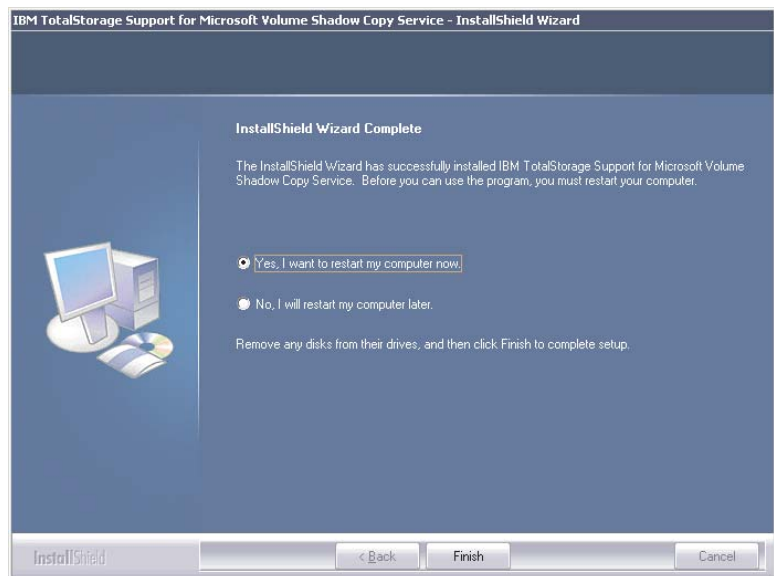 IBM TotalStorage Support for Microsoft Volume Shadow Copy Service - InstallShield Wizard
InstallShield Wizard Complete
The InstallShield Wizard has successfully installed IBM TotalStorage Support for Microsoft Volume
Shadow Copy Service. Before you can use the program, you must restart your computer.
Yes, I want to restart my computer now.
No, I will restart my computer later.
Remove any disks from their drives, and then click Finish to complete setup.
InstallShield
< Back
Finish
Cancel